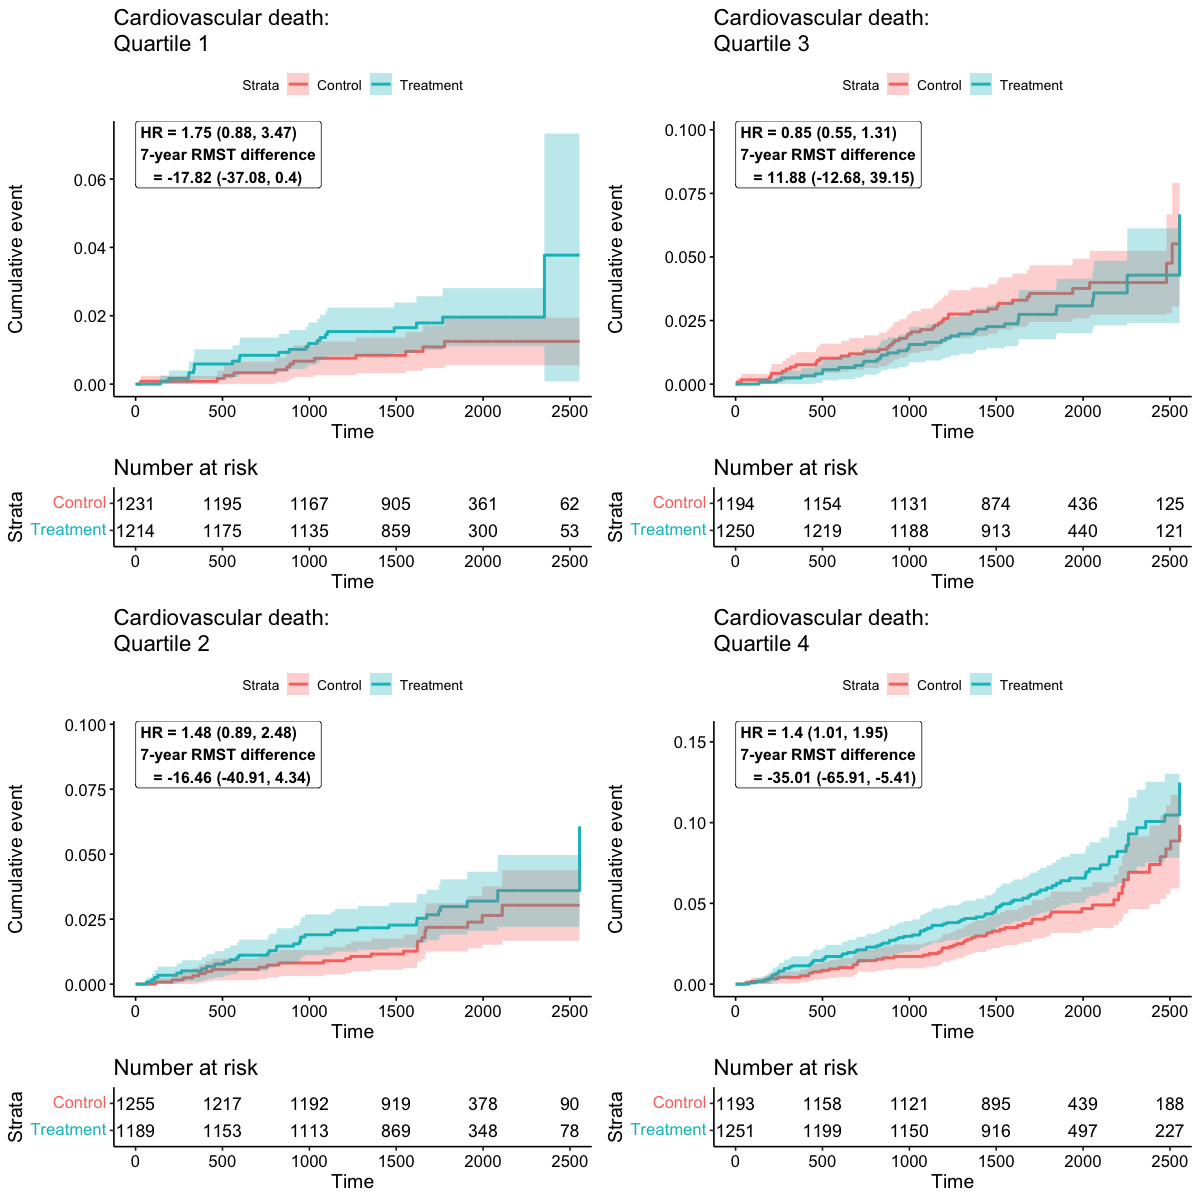 Cardiovascular death:
Quartile 1
Strata Control Treatment
HR = 1.75 (0.88, 3.47)
7-year RMST difference
= -17.82 (-37.08, 0.4)
Cumulative event
0.06
0.04
0.02
0.00
0 500 1000 1500 2000 2500
Time
Number at risk
Strata
Control 1231 1195 1167 905 361 62
Treatment 1214 1175 1135 859 300 53
0 500 1000 1500 2000 2500
Time
Cardiovascular death:
Quartile 3
Strata Control Treatment
HR = 0.85 (0.55, 1.31)
7-year RMST difference
= 11.88 (-12.68, 39.15)
Cumulative event
0.100
0.075
0.050
0.025
0.000
0 500 1000 1500 2000 2500
Time
Number at risk
Strata
Control 1194 1154 1131 874 436 125
Treatment 1250 1219 1188 913 440 121
0 500 1000 1500 2000 2500
Time
Cardiovascular death:
Quartile 2
Strata Control Treatment
HR = 1.48 (0.89, 2.48)
7-year RMST difference
= -16.46 (-40.91, 4.34)
Cumulative event
0.100
0.075
0.050
0.025
0.000
0 500 1000 1500 2000 2500
Time
Number at risk
Strata
Control 1255 1217 1192 919 378 90
Treatment 1189 1153 1113 869 348 78
0 500 1000 1500 2000 2500
Time
Cardiovascular death:
Quartile 4
Strata Control Treatment
HR = 1.4 (1.01, 1.95)
7-year RMST difference
= -35.01 (-65.91, -5.41)
Cumulative event
0.15
0.10
0.05
0.00
0 500 1000 1500 2000 2500
Time
Number at risk
Strata
Control 1193 1158 1121 895 439 188
Treatment 1251 1199 1150 916 497 227
0 500 1000 1500 2000 2500
Time